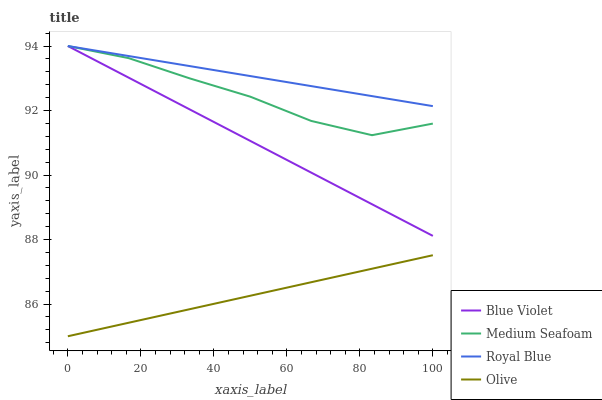 title
94
92
90
88
86
yaxis_label
0 20 40 60 80 100
xaxis_label
Blue Violet
Medium Seafoam
Royal Blue
Olive